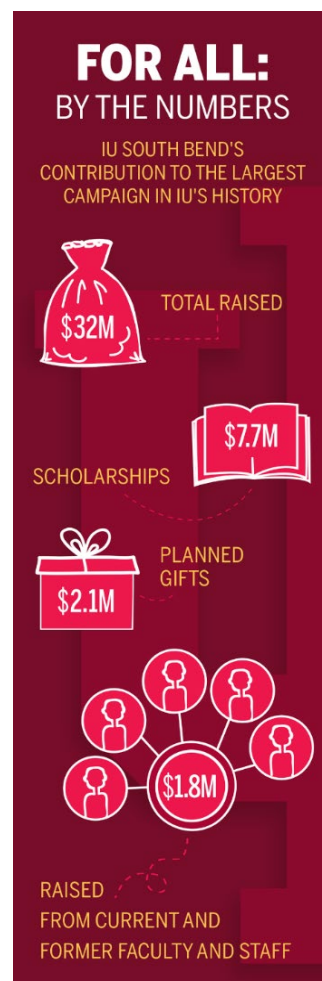 FOR ALL:
BY THE NUMBERS
IU SOUTH BEND'S
CONTRIBUTION TO THE LARGEST
CAMPAIGN IN IU'S HISTORY
$32M
TOTAL RAISED
$7.7M
SCHOLARSHIPS
PLANNED
GIFTS
$2.1M
$1.8M
RAISED
FROM CURRENT AND
FORMER FACULTY AND STAFF